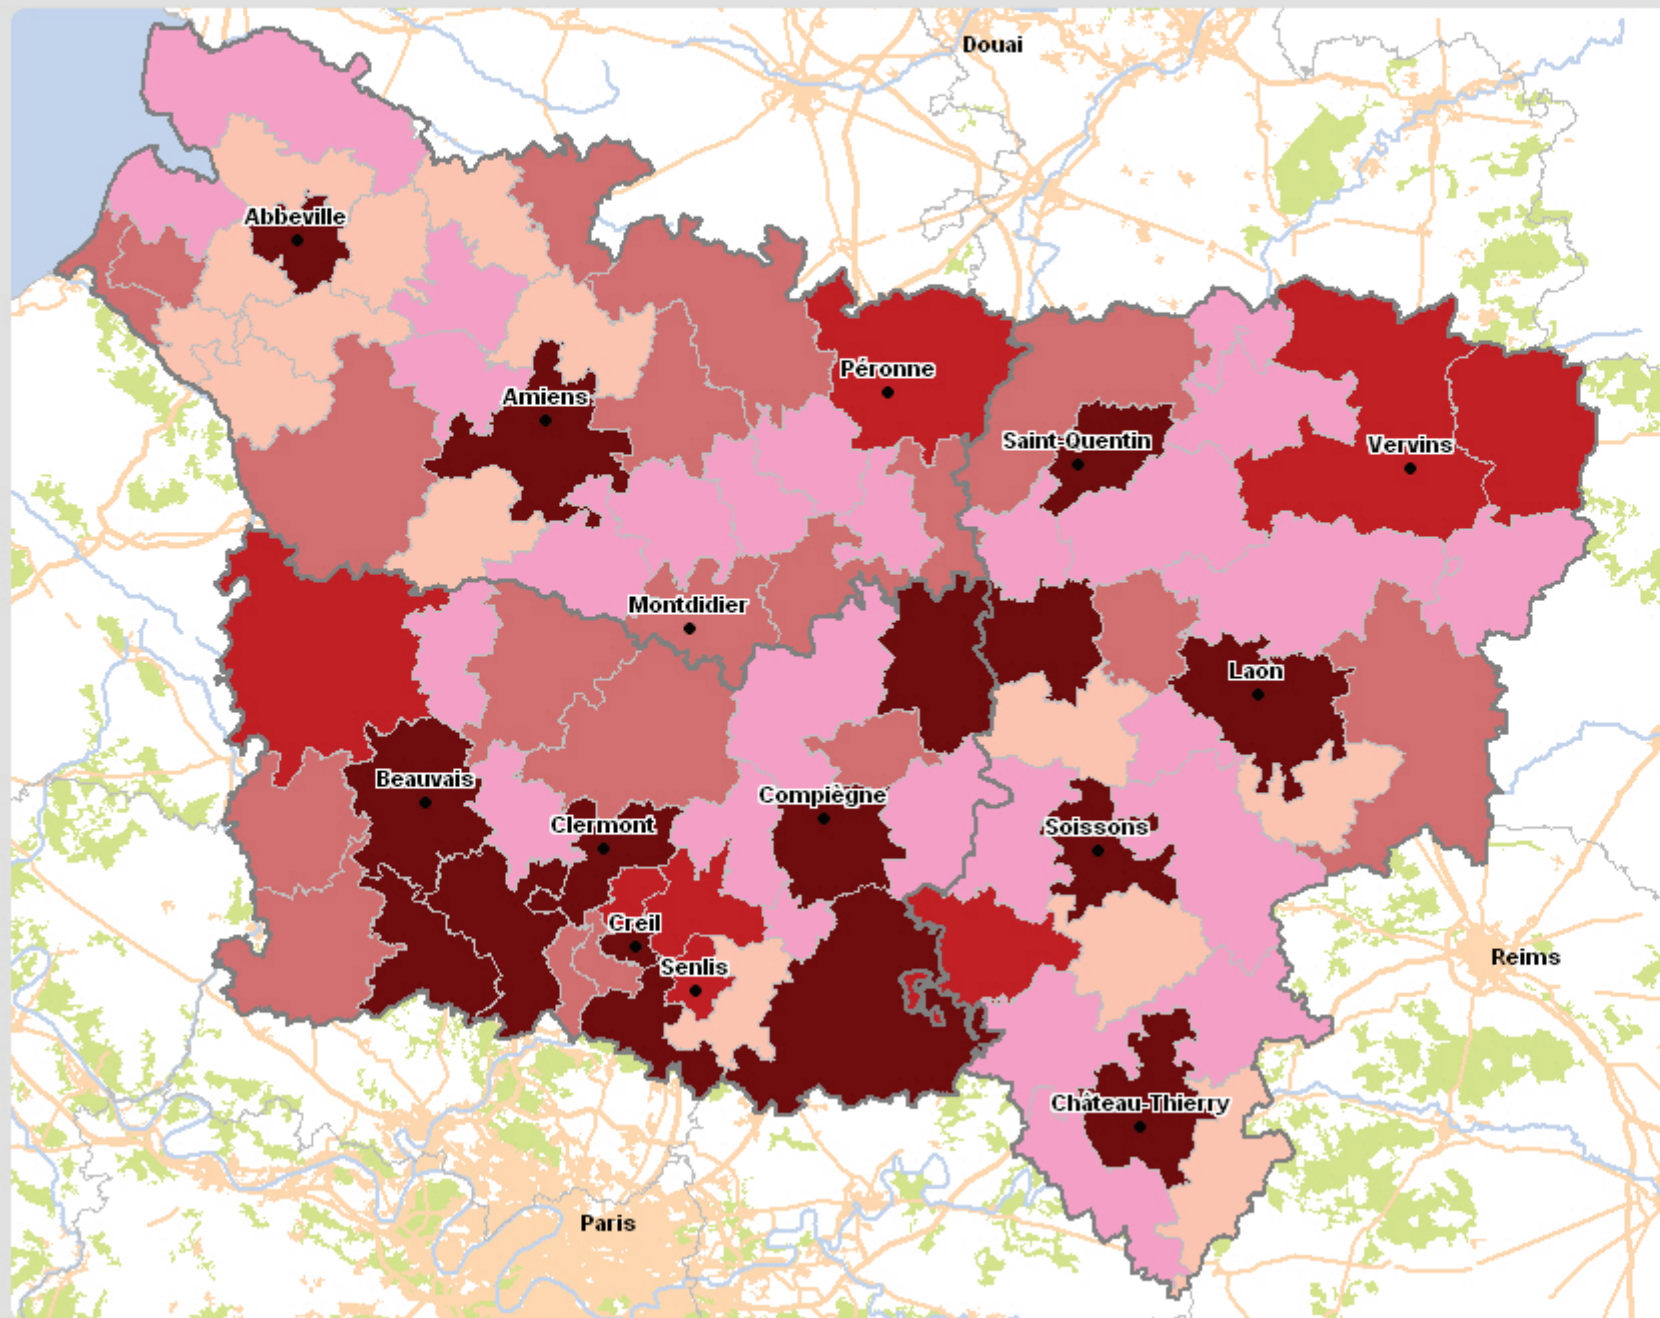 Douai
Abbeville
Péronne
Amiens
Saint-Quentin
Vervins
Montdidier
Laon
Beauvais
Compiègne
Clermont
Soissons
Creil
Senlis
Reims
Château-Thierry
Paris